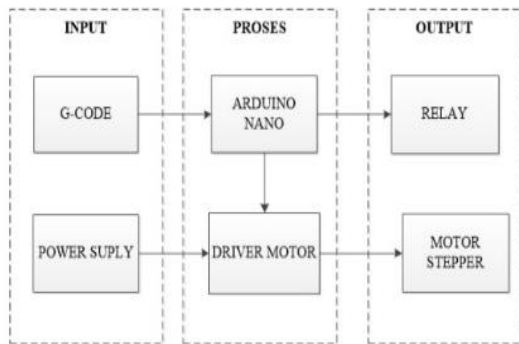 INPUT
PROSES
OUTPUT
G-CODE
ARDUINO
NANO
RELAY
POWER SUPLY
DRIVER MOTOR
MOTOR
STEPPER